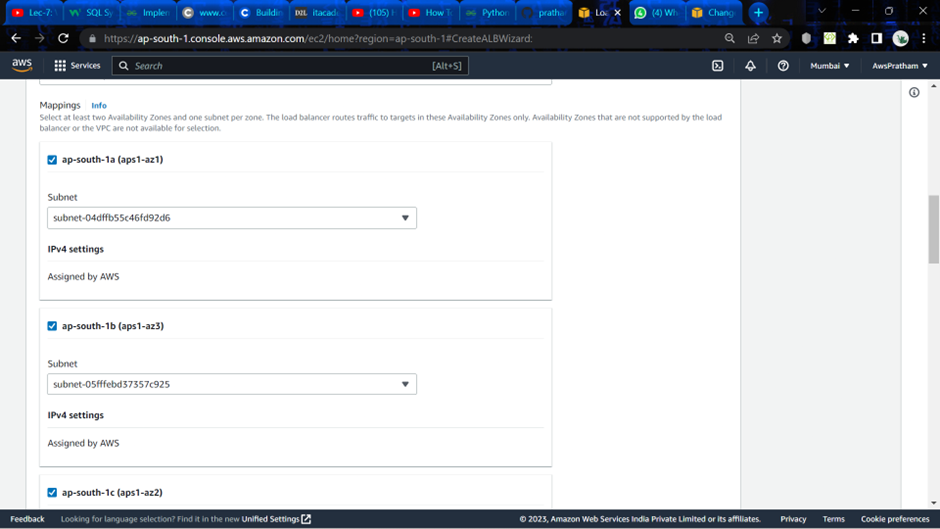 Lec-7:
SQL Sy
Implen
www.c
Buildin
itacade
(105)
How To
Python
pratha
Loa
(4) Wh
Chang
https://ap-south-1.console.aws.amazon.com/ec2/home?region=ap-south-1#CreateALBWizard:
aws
Services
Search
[Alt+S]
Mumbai
AwsPratham
Mappings
Info
Select at least two Availability Zones and one subnet per zone. The load balancer routes traffic to targets in these Availability Zones only. Availability Zones that are not supported by the load
balancer or the VPC are not available for selection.
ap-south-1a (aps1-az1)
Subnet
subnet-04dffb55c46fd92d6
IPv4 settings
Assigned by AWS
ap-south-1b (aps1-az3)
Subnet
subnet-05fffebd37357c925
IPv4 settings
Assigned by AWS
ap-south-1c (aps1-az2)
Feedback
Looking for language selection? Find it in the new Unified Settings
© 2023, Amazon Web Services India Private Limited or its affiliates.
Privacy
Terms
Cookie preferences